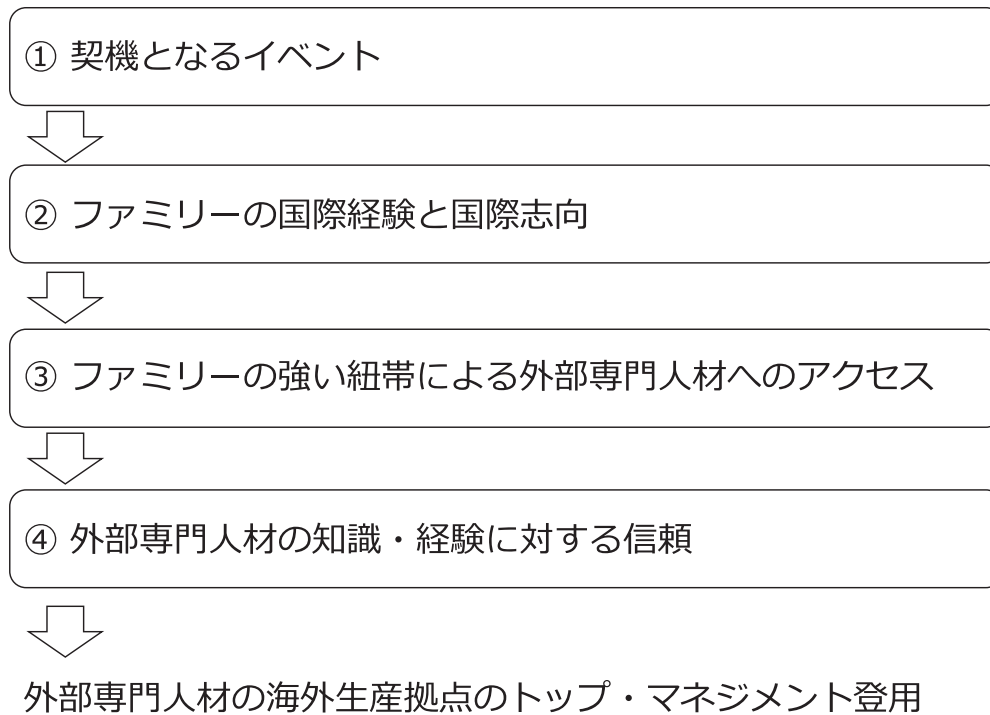 ① 契機となるイベント
② ファミリーの国際経験と国際志向
③ ファミリーの強い紐帯による外部専門人材へのアクセス
④ 外部専門人材の知識・経験に対する信頼
外部専門人材の海外生産拠点のトップ・マネジメント登用